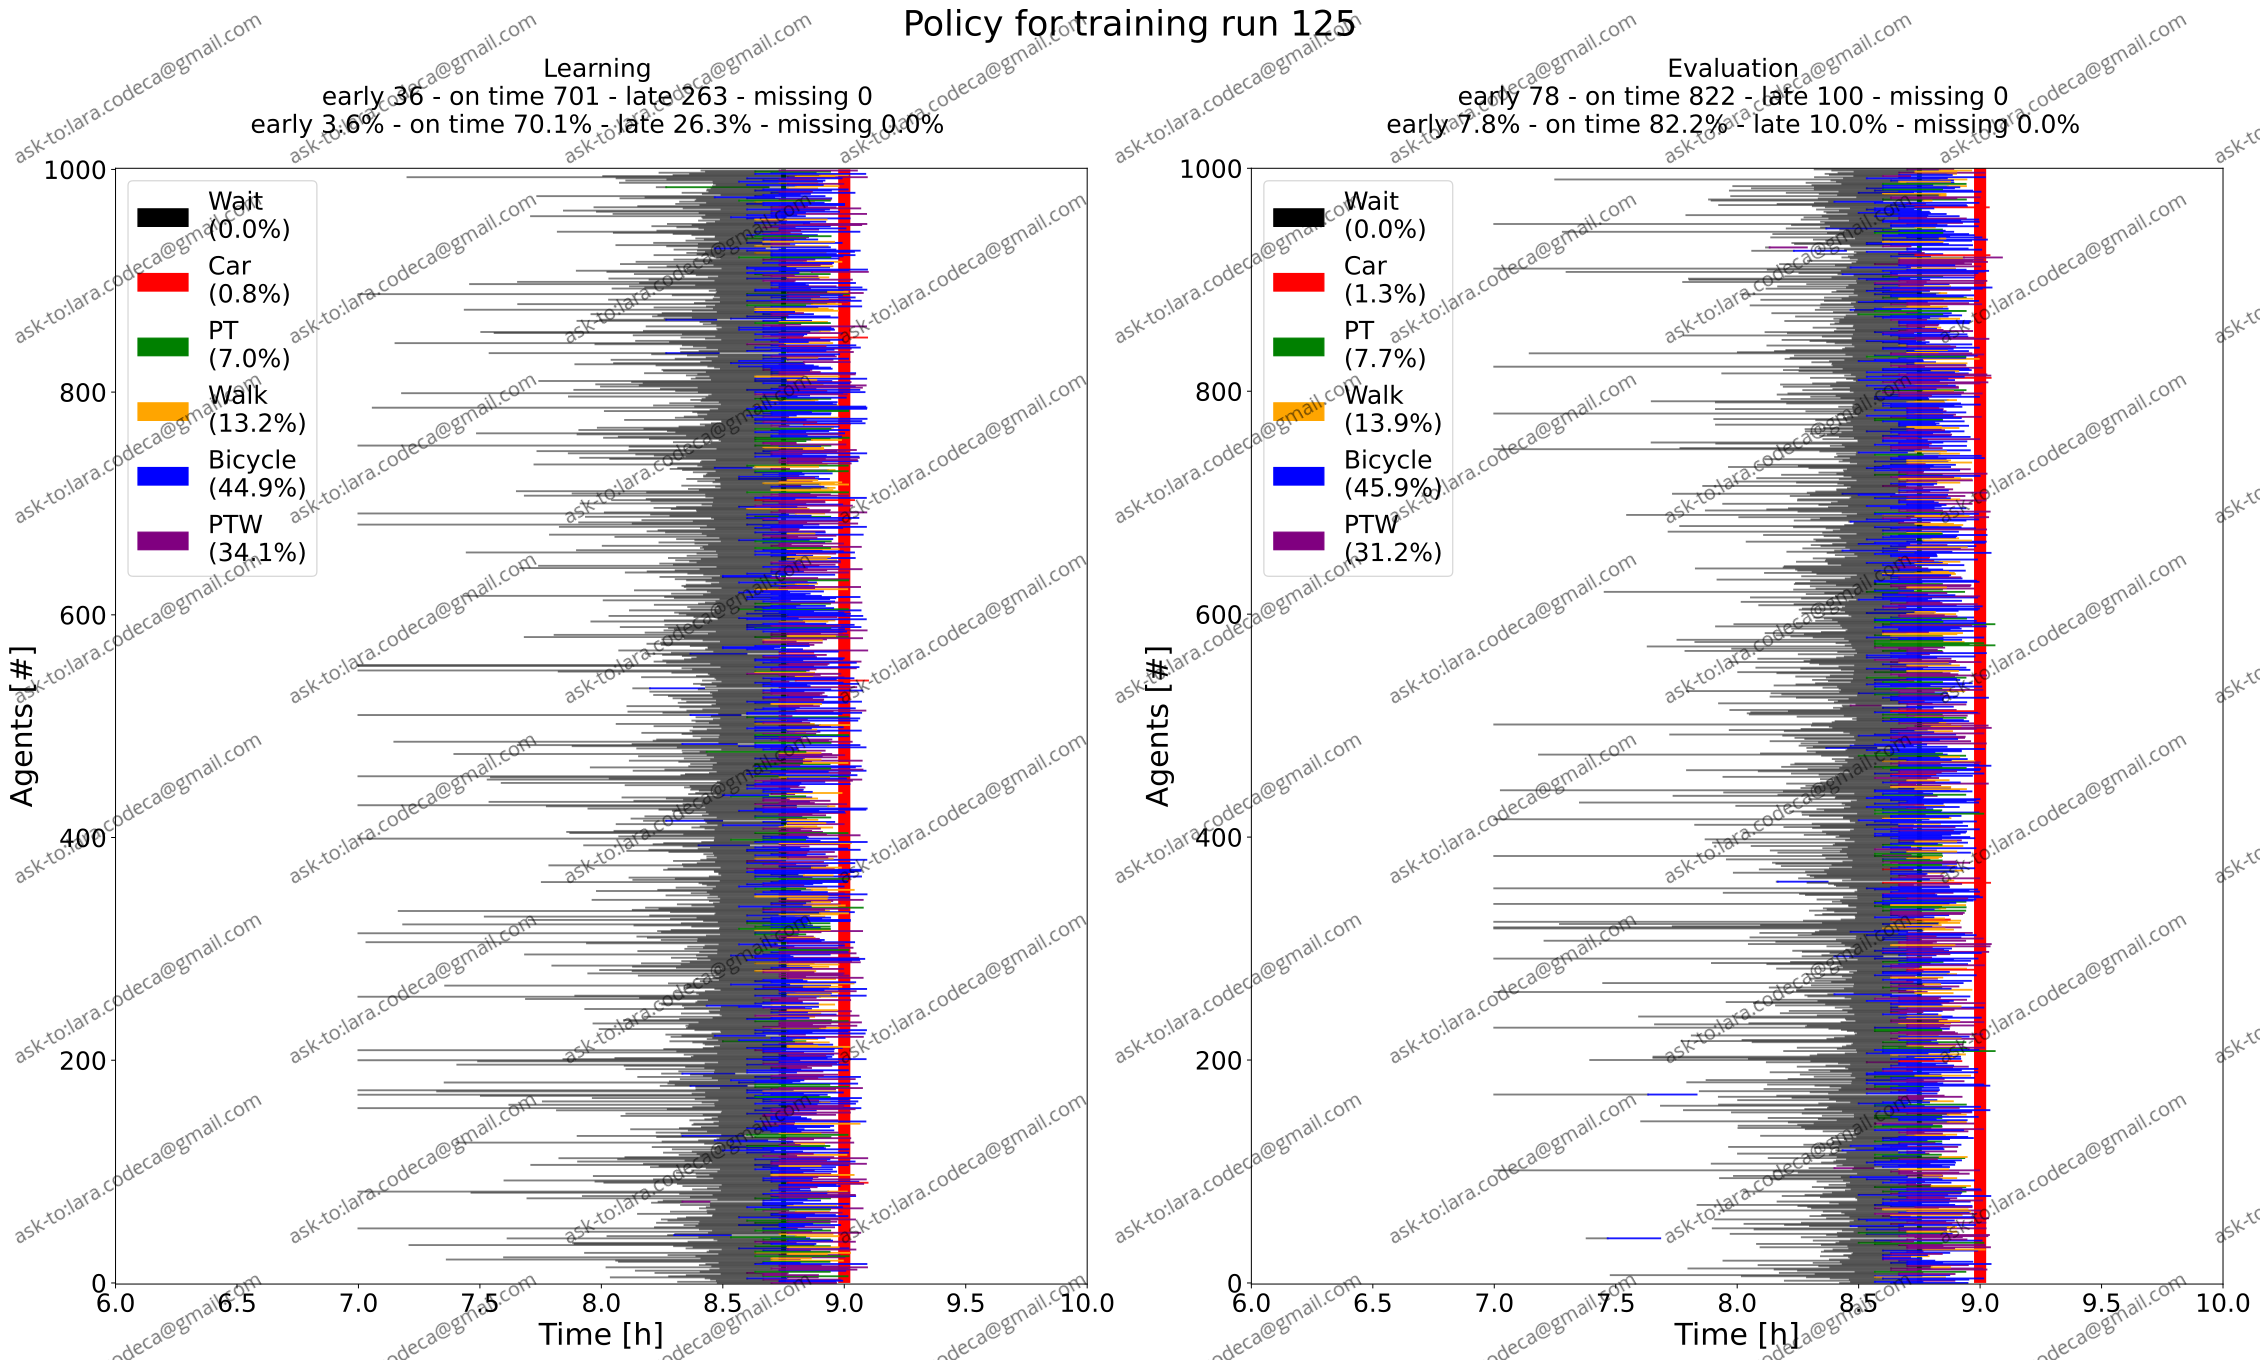 Policy for training run 125
Learning
early 36 - on time 701 - late 263 - missing 0
early 3.6% - on time 70.1% - late 26.3% - missing 0.0%
1000
800
600
400
200
0
Agents [#]
Wait
(0.0%)
Car
(0.8%)
PT
(7.0%)
Walk
(13.2%)
Bicycle
(44.9%)
PTW
(34.1%)
6.0 6.5 7.0 7.5 8.0 8.5 9.0 9.5 10.0
Time [h]
Evaluation
early 78 - on time 822 - late 100 - missing 0
early 7.8% - on time 82.2% - late 10.0% - missing 0.0%
1000
800
600
400
200
0
Agents [#]
Wait
(0.0%)
Car
(1.3%)
PT
(7.7%)
Walk
(13.9%)
Bicycle
(45.9%)
PTW
(31.2%)
6.0 6.5 7.0 7.5 8.0 8.5 9.0 9.5 10.0
Time [h]
ask-to:lara.codeca@gmail.com